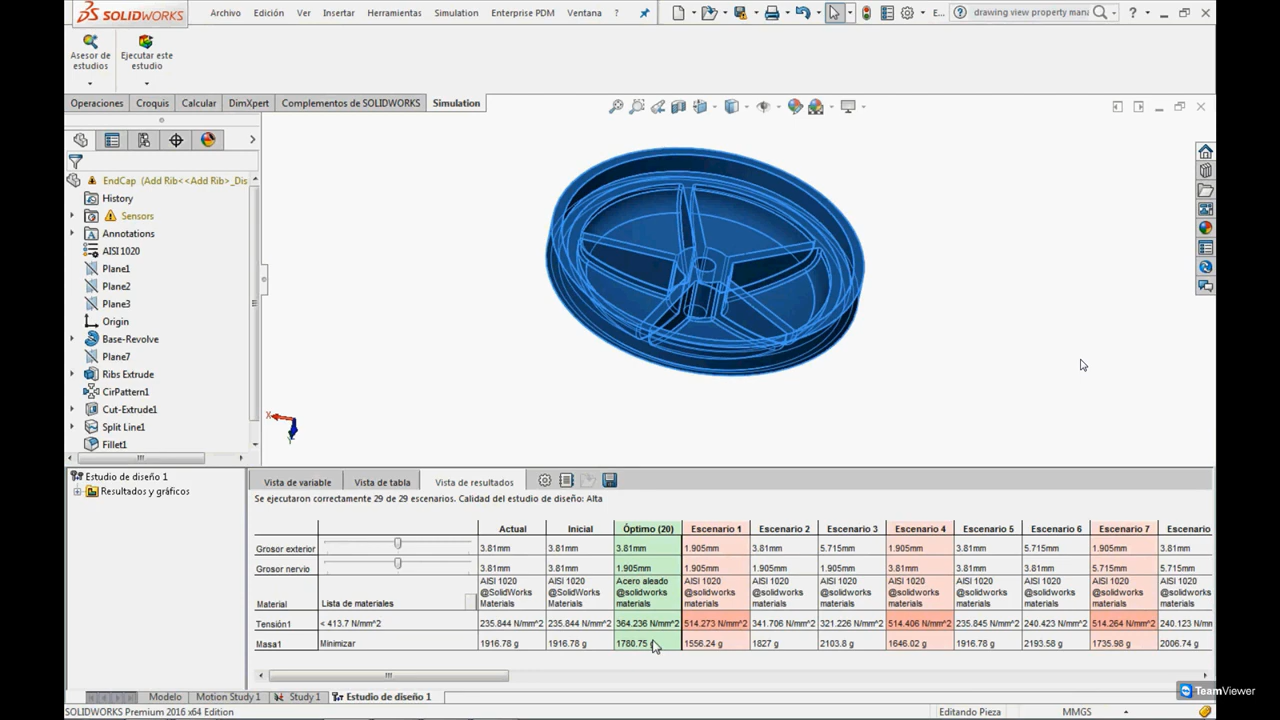 SOLIDWORKS Archivo Edición Ver Insertar Herramientas Simulation Enterprise PDM Ventana ? E... drawing view property mana
Asesor de estudios
Ejecutar este estudio
Operaciones Croquis Calcular DimXpert Complementos de SOLIDWORKS Simulation
EndCap (Add Rib<<Add Rib>_Dis
History
Sensors
Annotations
AISI 1020
Plane1
Plane2
Plane3
Origin
Base-Revolve
Plane7
Ribs Extrude
CirPattern1
Cut-Extrude1
Split Line1
Fillet1
X
Y
Estudio de diseño 1
Resultados y gráficos
Vista de variable Vista de tabla Vista de resultados
Se ejecutaron correctamente 29 de 29 escenarios. Calidad del estudio de diseño: Alta
Actual Inicial Óptimo (20) Escenario 1 Escenario 2 Escenario 3 Escenario 4 Escenario 5 Escenario 6 Escenario 7 Escenario
Grosor exterior 3.81mm 3.81mm 3.81mm 1.905mm 3.81mm 5.715mm 1.905mm 3.81mm 5.715mm 1.905mm 3.81mm
Grosor nervio 3.81mm 3.81mm 1.905mm 1.905mm 1.905mm 1.905mm 3.81mm 3.81mm 3.81mm 5.715mm 5.715mm
AISI 1020 AISI 1020 Acero aleado AISI 1020 AISI 1020 AISI 1020 AISI 1020 AISI 1020 AISI 1020 AISI 1020 AISI 1020
@SolidWorks @SolidWorks @solidworks @solidworks @solidworks @solidworks @solidworks @solidworks @solidworks @solidworks @solidworks
Material Lista de materiales Materials Materials materials materials materials materials materials materials materials materials materials
Tensión1 < 413.7 N/mm^2 235.844 N/mm^2 235.844 N/mm^2 364.236 N/mm^2 514.273 N/mm^2 341.706 N/mm^2 321.226 N/mm^2 514.406 N/mm^2 235.845 N/mm^2 240.423 N/mm^2 514.264 N/mm^2 240.123 N/mm^2
Masa1 Minimizar 1916.78 g 1916.78 g 1780.75 1556.24 g 1827 g 2103.8 g 1646.02 g 1916.78 g 2193.58 g 1735.98 g 2006.74 g
Modelo Motion Study 1 Study 1 Estudio de diseño 1
TeamViewer
SOLIDWORKS Premium 2016 x64 Edition Editando Pieza MMGS